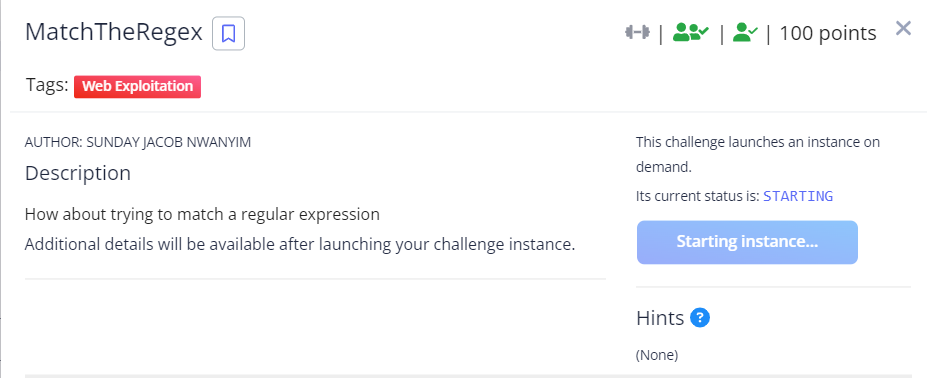 MatchTheRegex
| | | 100 points
Tags: Web Exploitation
AUTHOR: SUNDAY JACOB NWANYIM
Description
How about trying to match a regular expression
Additional details will be available after launching your challenge instance.
This challenge launches an instance on
demand.
Its current status is: STARTING
Starting instance...
Hints ?
(None)